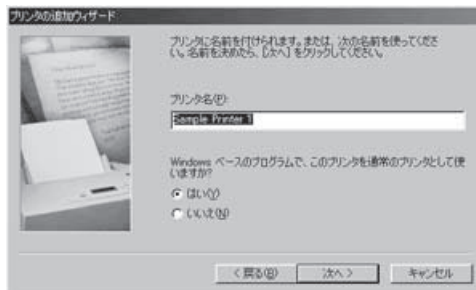 プリンタの追加ウィザード
プリンタに名前を付けられます。または、次の名前を使ってくださ
い。名前を決めたら、[次へ] をクリックしてください。
プリンタ名(P):
Sample Printer 1
Windows ベースのプログラムで、このプリンタを通常のプリンタとして使
いますか?
はい(Y)
いいえ(N)
< 戻る(B)
次へ >
キャンセル